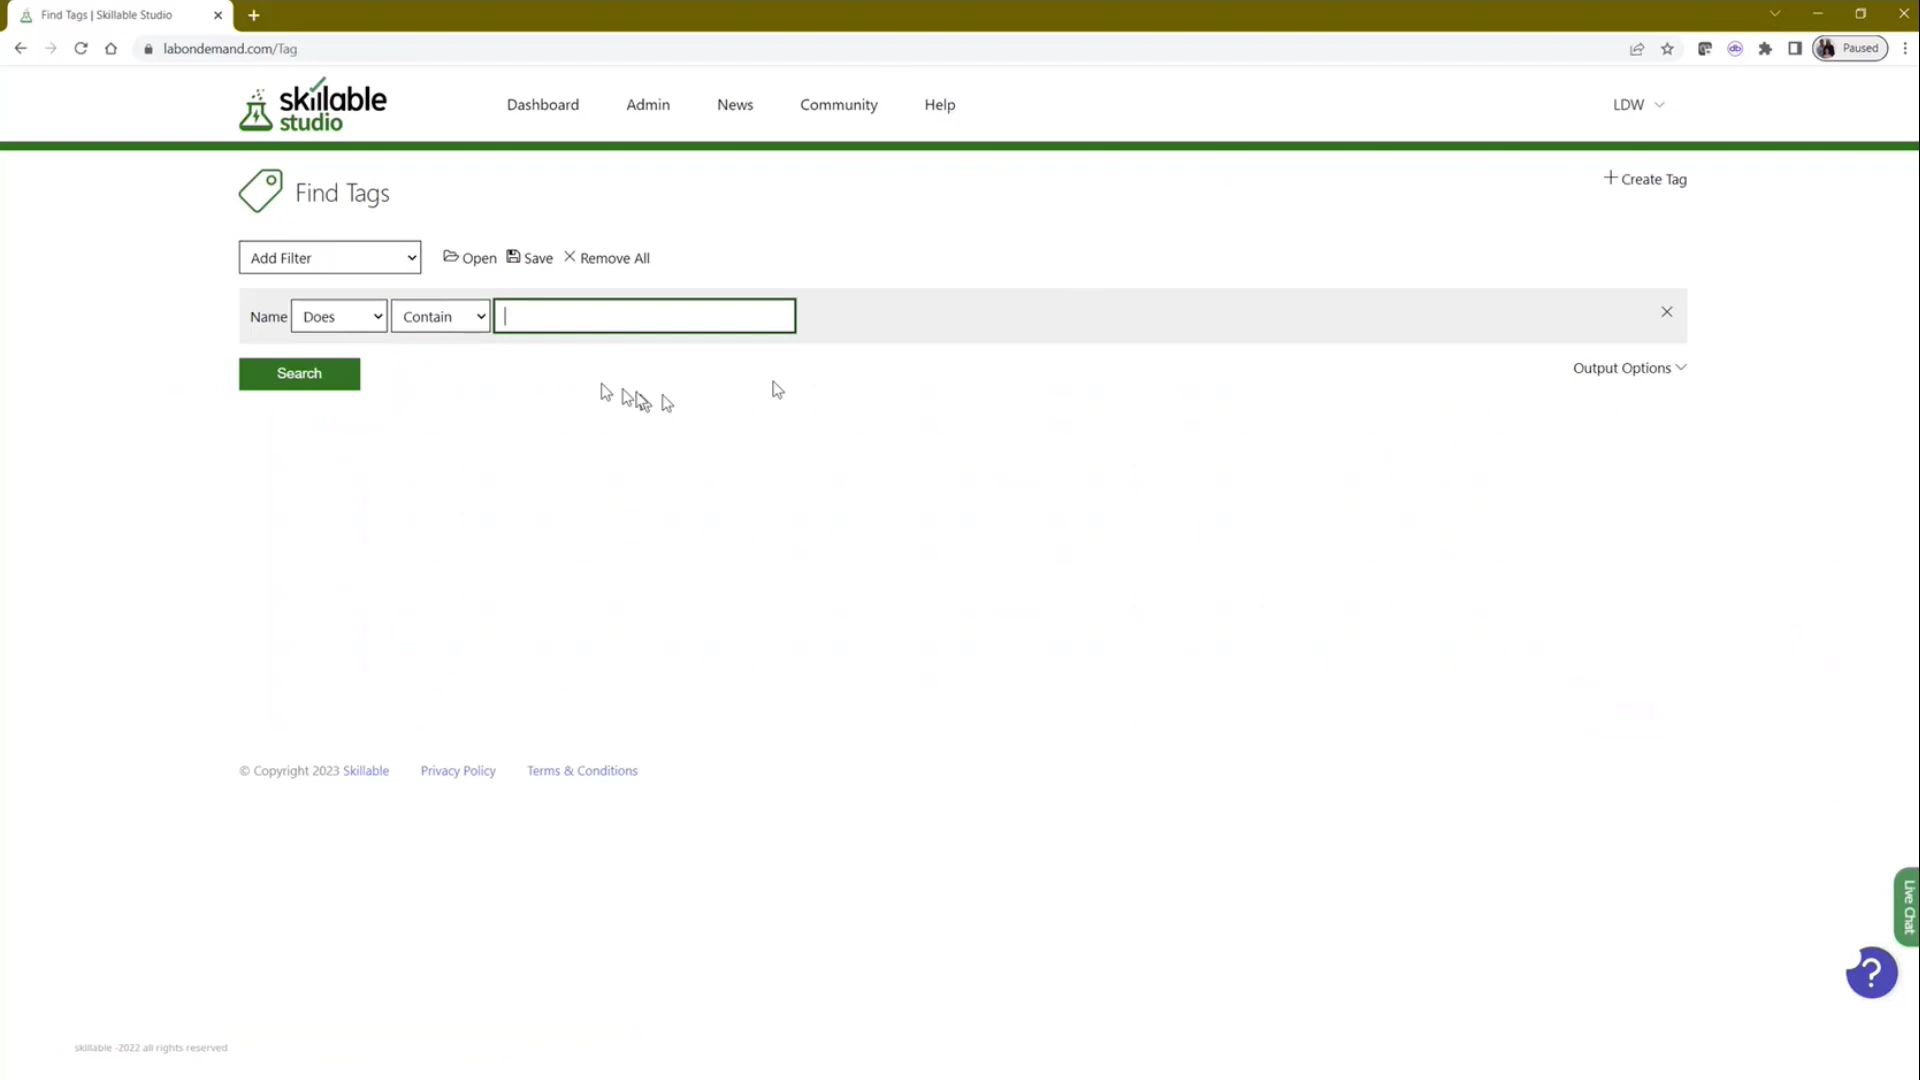 Find Tags | Skillable Studio
labondemand.com/Tag
Paused
skillable studio
Dashboard
Admin
News
Community
Help
LDW
Find Tags
Create Tag
Add Filter
Open
Save
Remove All
Name
Does
Contain
Search
Output Options
© Copyright 2023 Skillable
Privacy Policy
Terms & Conditions
Live Chat
?
skillable -2022 all rights reserved